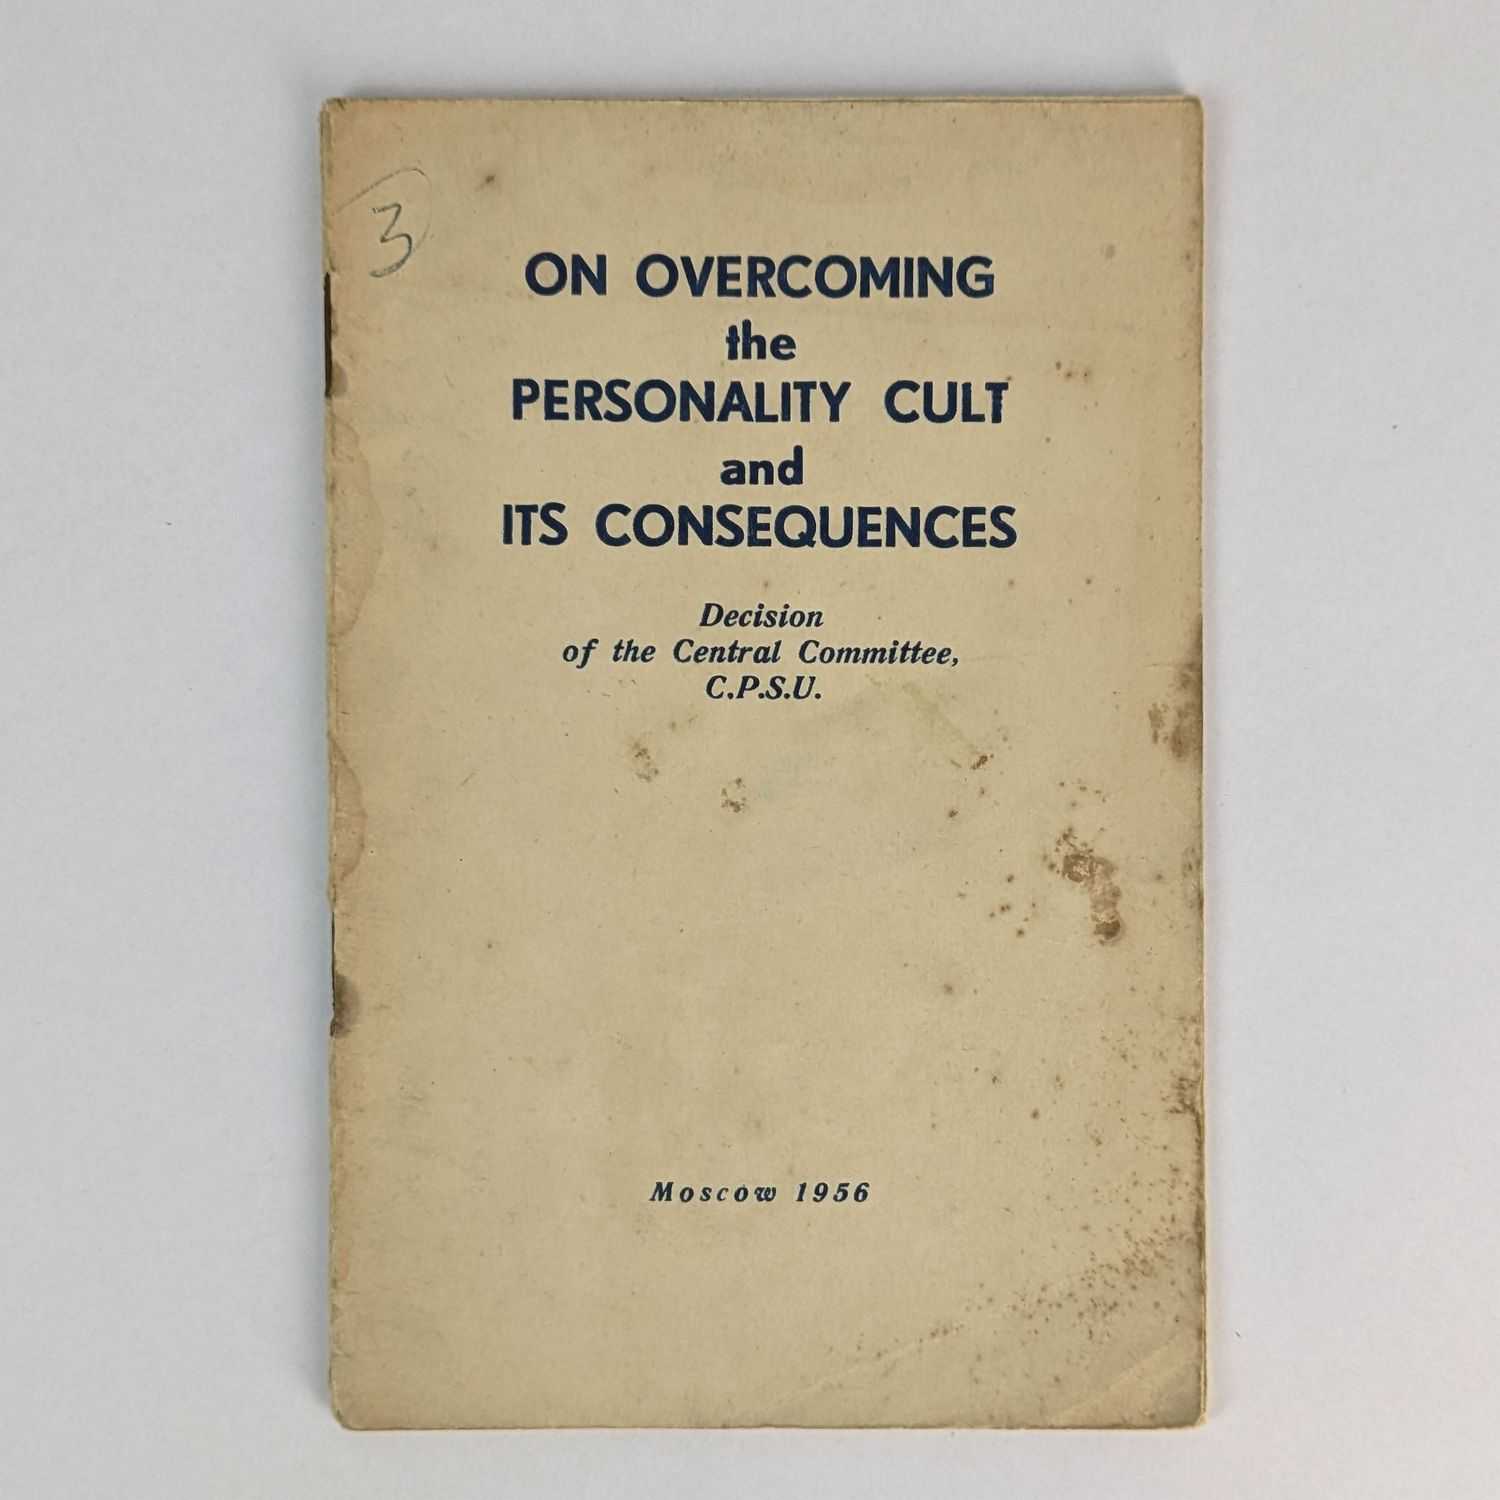 3
ON OVERCOMING
the
PERSONALITY CULT
and
ITS CONSEQUENCES
Decision
of the Central Committee,
C.P.S.U.
Moscow 1956